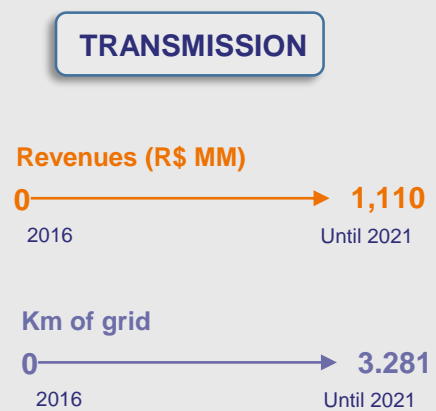 TRANSMISSION
Revenues (R$ MM)
0 1,110
2016 Until 2021
Km of grid
0 3.281
2016 Until 2021